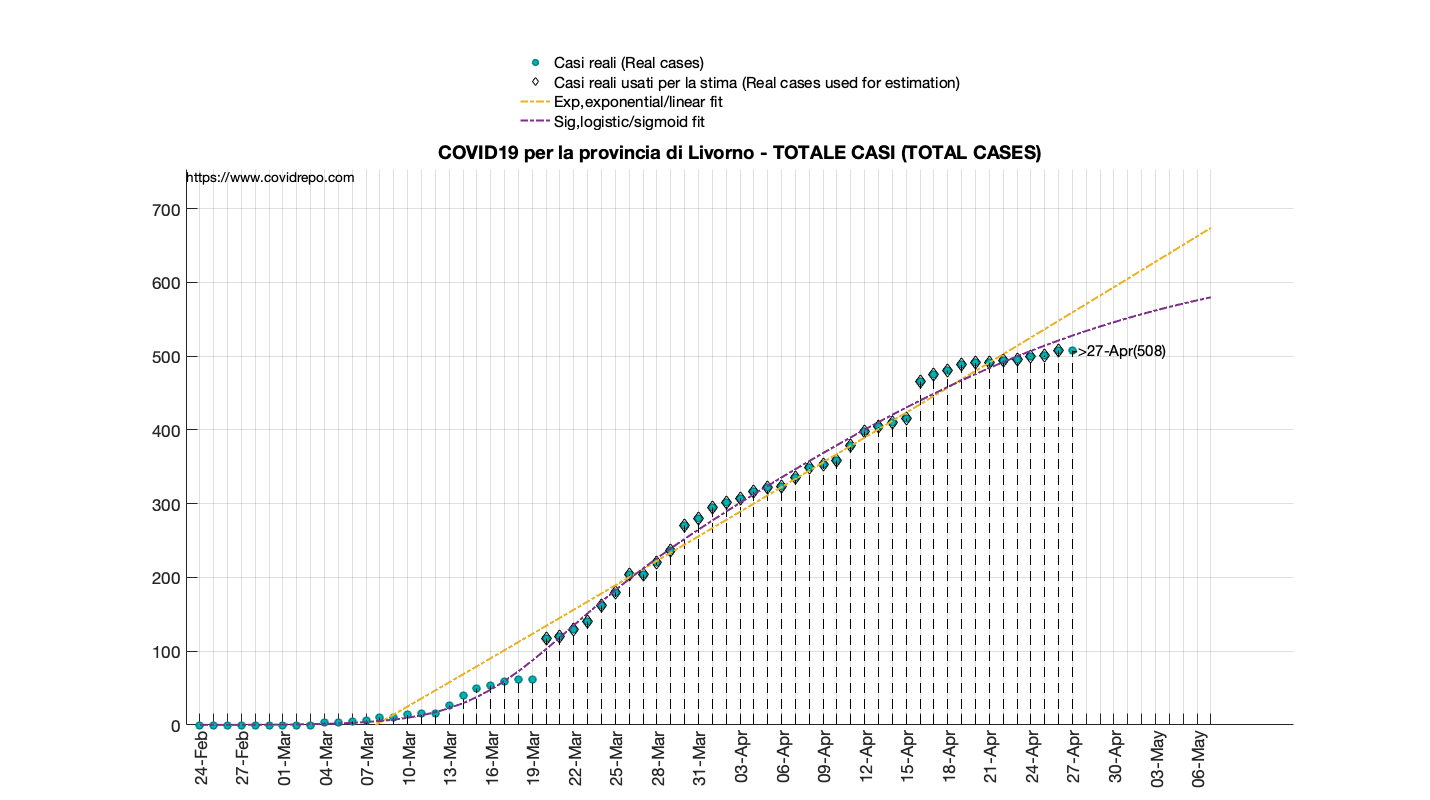 Casi reali (Real cases)
Casi reali usati per la stima (Real cases used for estimation)
Exp,exponential/linear fit
Sig,logistic/sigmoid fit
COVID19 per la provincia di Livorno - TOTALE CASI (TOTAL CASES)
https://www.covidrepo.com
700
600
500
400
300
200
100
0
->27-Apr(508)
24-Feb
27-Feb
01-Mar
04-Mar
07-Mar
10-Mar
13-Mar
16-Mar
19-Mar
22-Mar
25-Mar
28-Mar
31-Mar
03-Apr
06-Apr
09-Apr
12-Apr
15-Apr
18-Apr
21-Apr
24-Apr
27-Apr
30-Apr
03-May
06-May